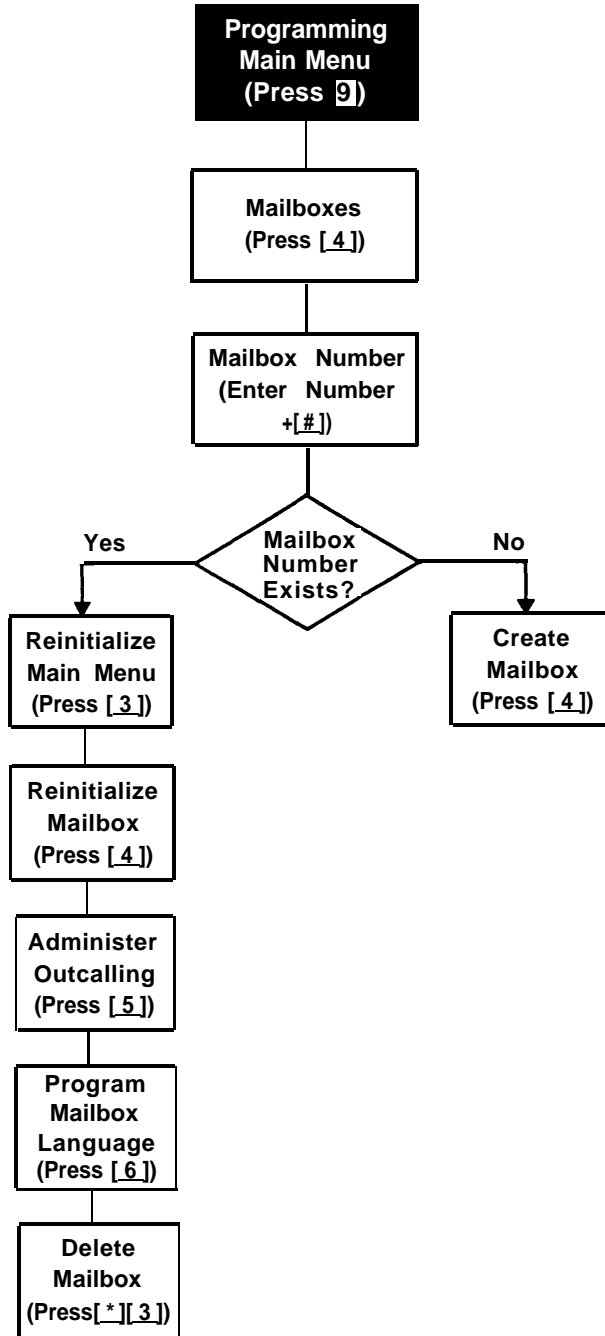 Programming
Main Menu
(Press 9)
Mailboxes
(Press [ 4 ])
Mailbox Number
(Enter Number
+[ # ])
Mailbox
Number
Exists?
Yes
No
Reinitialize
Main Menu
(Press [ 3 ])
Create
Mailbox
(Press [ 4 ])
Reinitialize
Mailbox
(Press [ 4 ])
Administer
Outcalling
(Press [ 5 ])
Program
Mailbox
Language
(Press [ 6 ])
Delete
Mailbox
(Press[ * ][ 3 ])